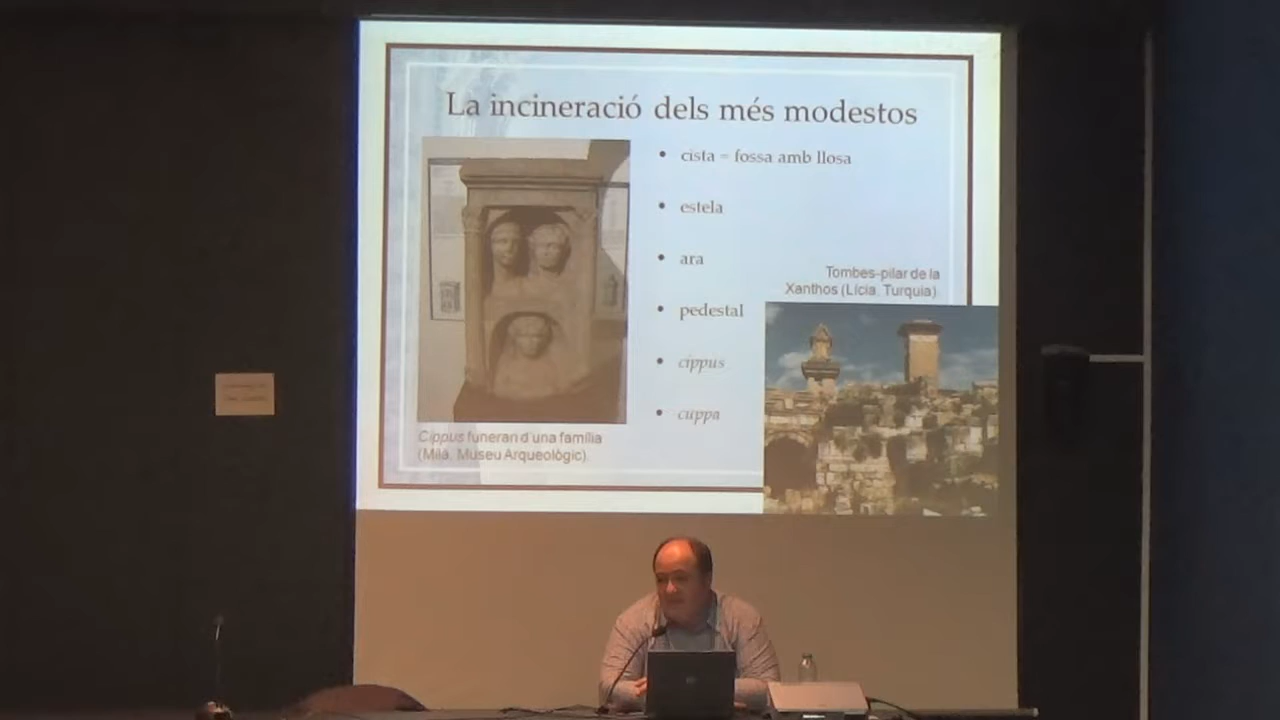 La incineració dels més modestos
• cista = fossa amb llosa
• estela
• ara
• pedestal
• cippus
• cuppa
Cippus funerari d'una família
(Milà. Museu Arqueològic).
Tombes-pilar de la
Xanthos (Lícia. Turquia).